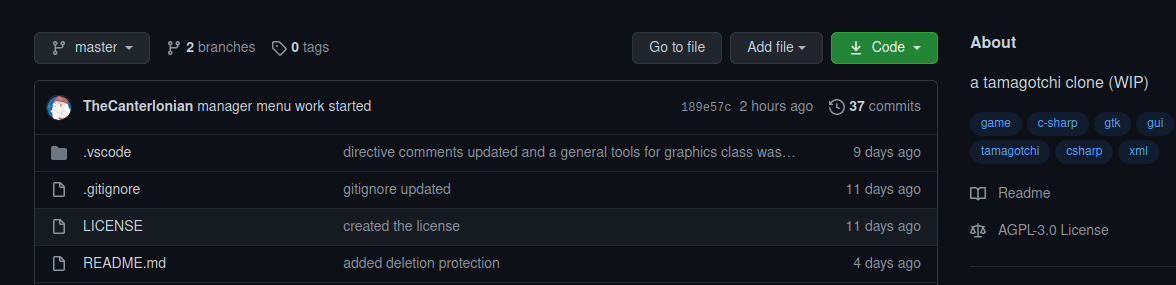 master 2 branches 0 tags Go to file Add file Code
About
a tamagotchi clone (WIP)
game c-sharp gtk gui
tamagotchi csharp xml
Readme
AGPL-3.0 License
TheCanterlonian manager menu work started 189e57c 2 hours ago 37 commits
.vscode directive comments updated and a general tools for graphics class was… 9 days ago
.gitignore gitignore updated 11 days ago
LICENSE created the license 11 days ago
README.md added deletion protection 4 days ago